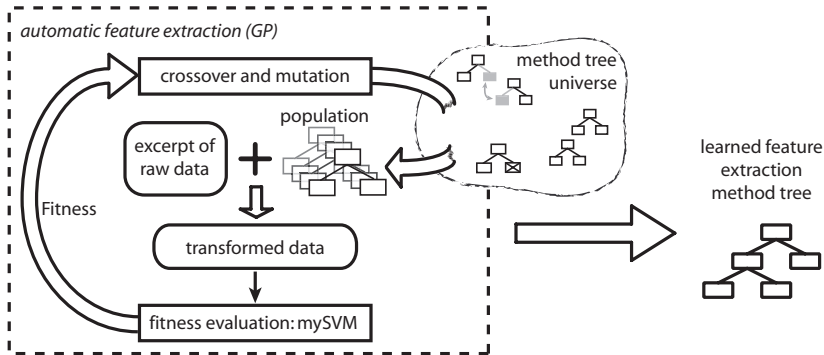 automatic feature extraction (GP)
crossover and mutation
method tree
universe
population
excerpt of
raw data
learned feature
extraction
method tree
Fitness
transformed data
fitness evaluation: mySVM